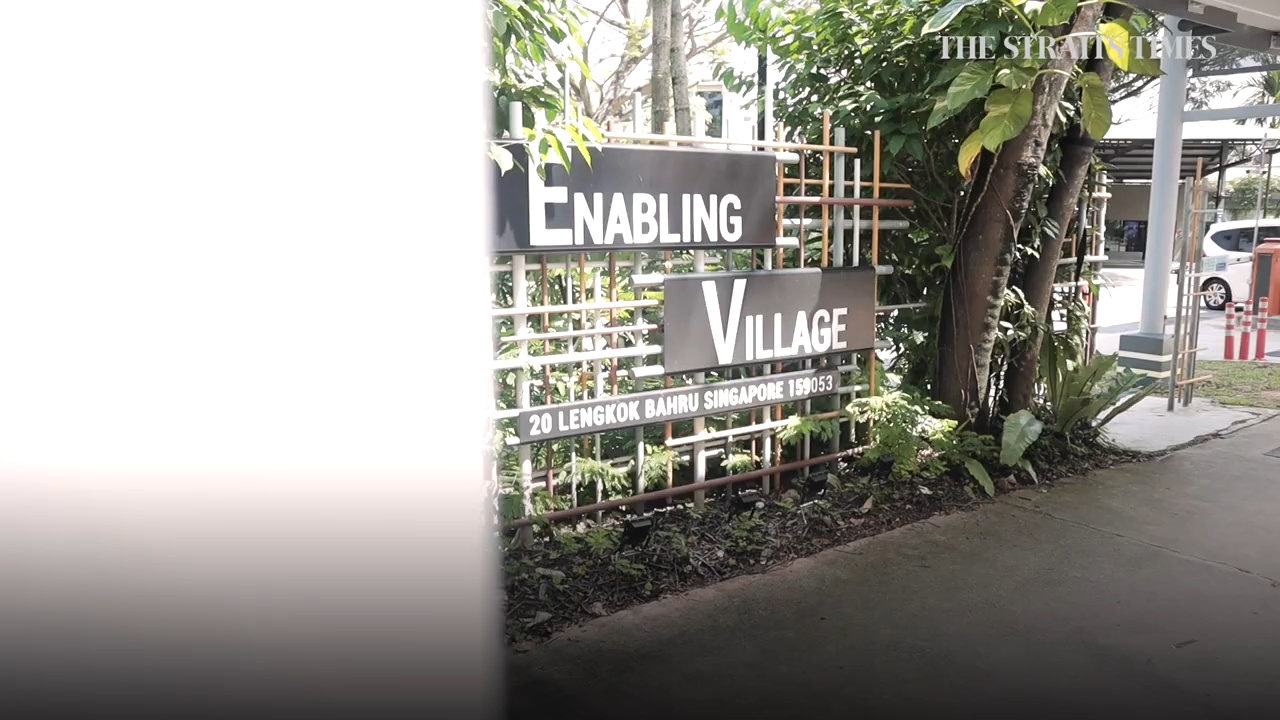 THE STRAITS TIMES
ENABLING
VILLAGE
20 LENGKOK BAHRU SINGAPORE 159053